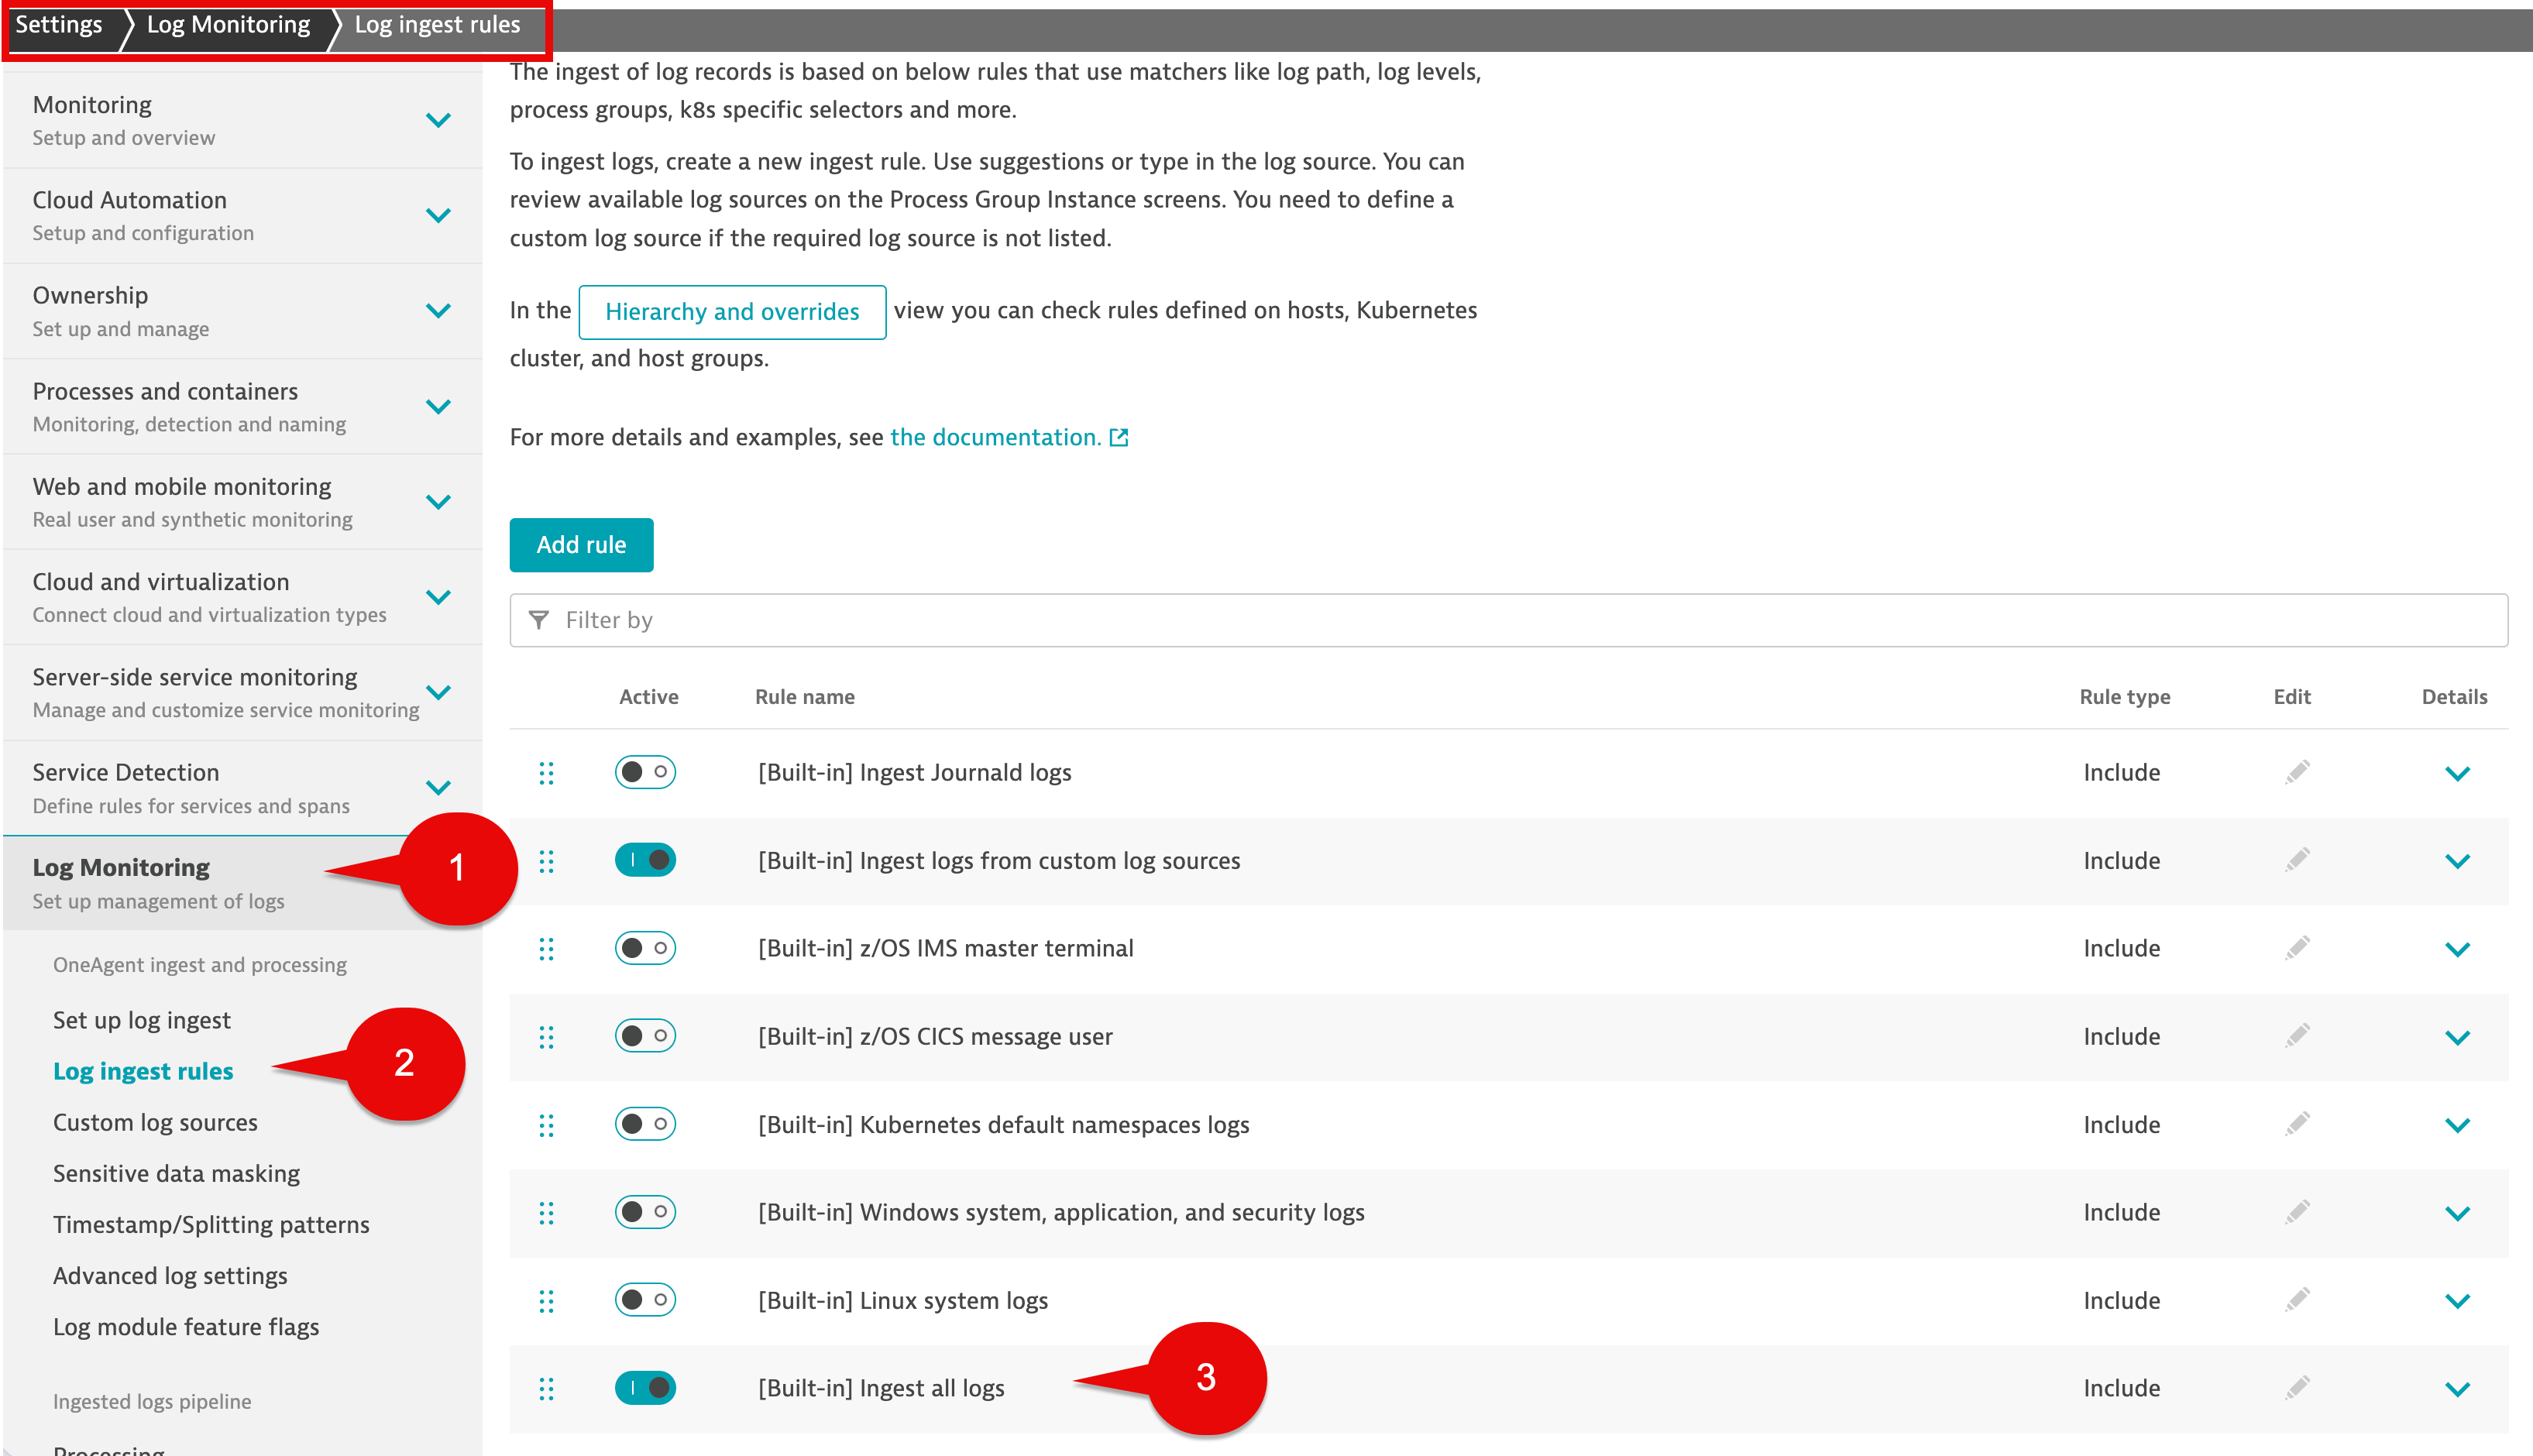 Settings
Log Monitoring
Log ingest rules
Monitoring
Setup and overview
Cloud Automation
Setup and configuration
Ownership
Set up and manage
Processes and containers
Monitoring, detection and naming
Web and mobile monitoring
Real user and synthetic monitoring
Cloud and virtualization
Connect cloud and virtualization types
Server-side service monitoring
Manage and customize service monitoring
Service Detection
Define rules for services and spans
Log Monitoring
Set up management of logs
1
OneAgent ingest and processing
Set up log ingest
Log ingest rules
2
Custom log sources
Sensitive data masking
Timestamp/Splitting patterns
Advanced log settings
Log module feature flags
Ingested logs pipeline
Processing
The ingest of log records is based on below rules that use matchers like log path, log levels,
process groups, k8s specific selectors and more.
To ingest logs, create a new ingest rule. Use suggestions or type in the log source. You can
review available log sources on the Process Group Instance screens. You need to define a
custom log source if the required log source is not listed.
In the Hierarchy and overrides view you can check rules defined on hosts, Kubernetes
cluster, and host groups.
For more details and examples, see the documentation.
Add rule
Filter by
Active Rule name Rule type Edit Details
[Built-in] Ingest Journald logs Include
[Built-in] Ingest logs from custom log sources Include
[Built-in] z/OS IMS master terminal Include
[Built-in] z/OS CICS message user Include
[Built-in] Kubernetes default namespaces logs Include
[Built-in] Windows system, application, and security logs Include
[Built-in] Linux system logs Include
[Built-in] Ingest all logs 3 Include